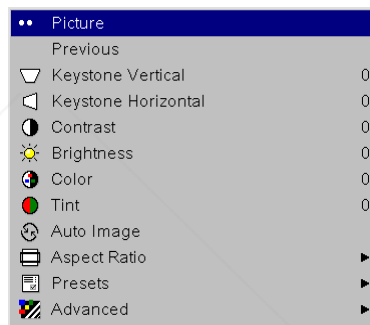 Picture
Previous
Keystone Vertical 0
Keystone Horizontal 0
Contrast 0
Brightness 0
Color 0
Tint 0
Auto Image
Aspect Ratio
Presets
Advanced